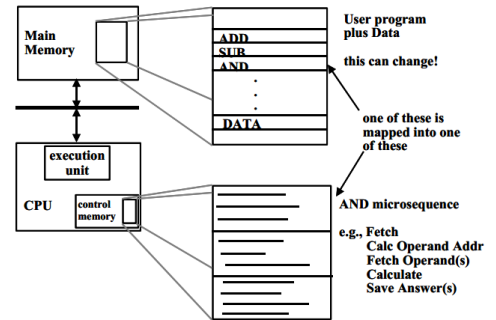 Main
Memory
ADD
SUB
AND
.
.
.
DATA
User program
plus Data
this can change!
one of these is
mapped into one
of these
execution
unit
CPU
control
memory
AND microsequence
e.g., Fetch
Calc Operand Addr
Fetch Operand(s)
Calculate
Save Answer(s)